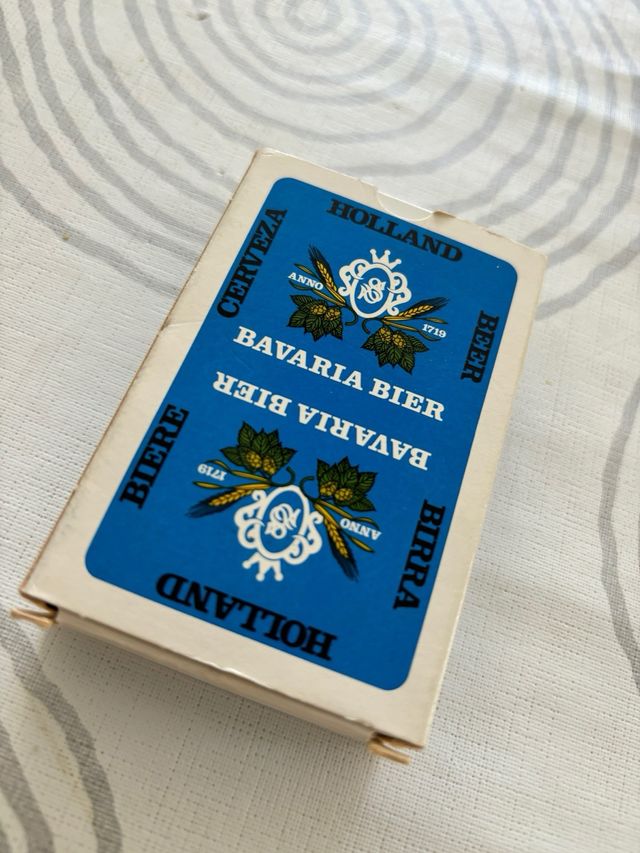 HOLLAND
CERVEZA
ANNO
1719
BEER
BAVARIA BIER
BAVARIA BIER
BIERE
1719
ANNO
BIRRA
HOLLAND